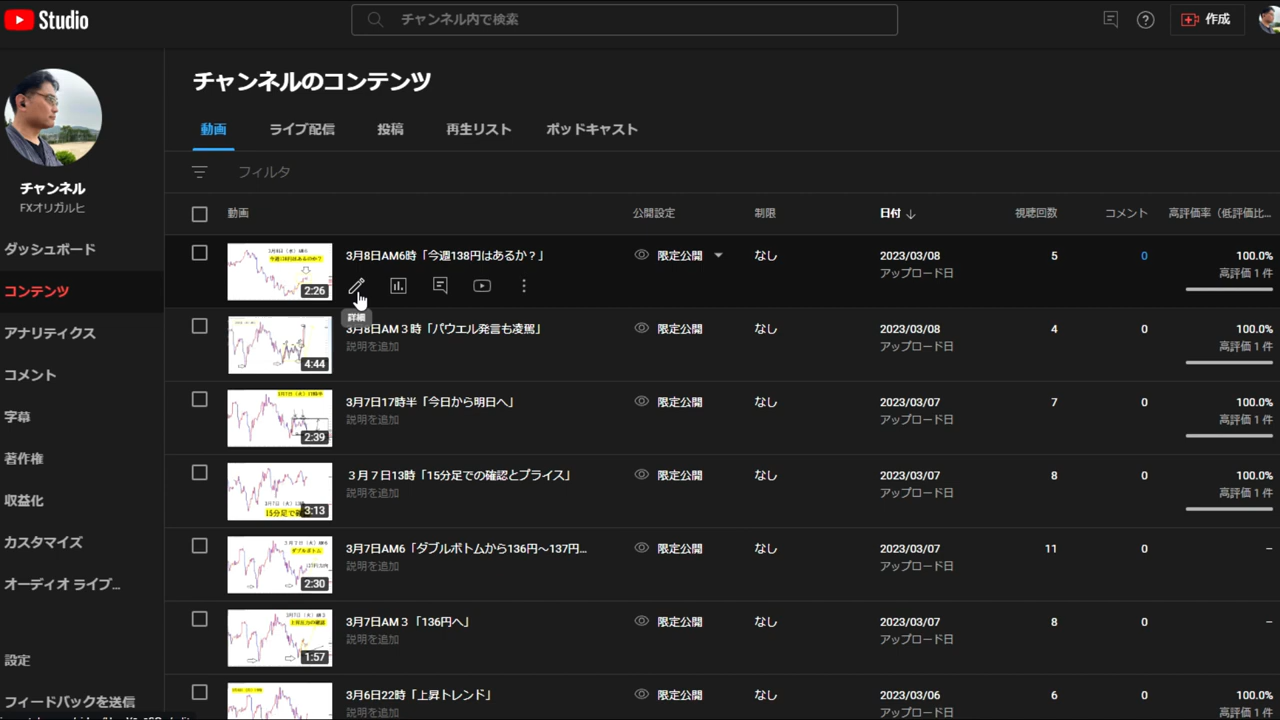 Studio
チャンネル内で検索
作成
チャンネルのコンテンツ
動画
ライブ配信
投稿
再生リスト
ポッドキャスト
フィルタ
チャンネル
FXオリガルヒ
ダッシュボード
コンテンツ
アナリティクス
コメント
字幕
著作権
収益化
カスタマイズ
オーディオ ライブ...
設定
フィードバックを送信
動画 公開設定 制限 日付 視聴回数 コメント 高評価率（低評価比...
今週138円はあるのか？
2:26
3月8日AM6時「今週138円はあるか？」
限定公開 なし 2023/03/08 5 0 100.0%
アップロード日 高評価 1 件
詳細
4:44
3月8日AM３時「パウエル発言も凌駕」
限定公開 なし 2023/03/08 4 0 100.0%
説明を追加 アップロード日 高評価 1 件
2:39
3月7日17時半「今日から明日へ」
限定公開 なし 2023/03/07 7 0 100.0%
説明を追加 アップロード日 高評価 1 件
15分足で確
3:13
３月７日13時「15分足での確認とプライス」
限定公開 なし 2023/03/07 8 0 100.0%
説明を追加 アップロード日 高評価 1 件
ダブルボトム
2:30
3月7日AM6「ダブルボトムから136円～137円...
限定公開 なし 2023/03/07 11 0 –
説明を追加 アップロード日
1:57
3月7日AM３「136円へ」
限定公開 なし 2023/03/07 8 0 –
説明を追加 アップロード日
3月6日22時「上昇トレンド」
限定公開 なし 2023/03/06 6 0 100.0%
説明を追加 アップロード日 高評価 1 件